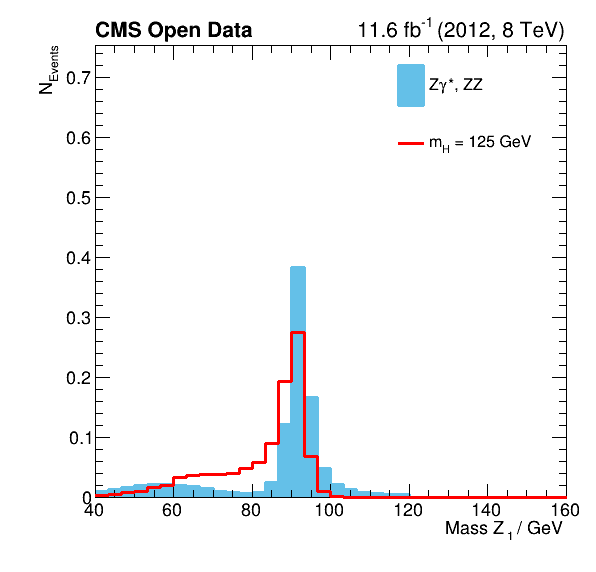 CMS Open Data 11.6 fb⁻¹ (2012, 8 TeV)
N_Events
Zγ*, ZZ
m_H = 125 GeV
0.7
0.6
0.5
0.4
0.3
0.2
0.1
0
40 60 80 100 120 140 160
Mass Z₁ / GeV